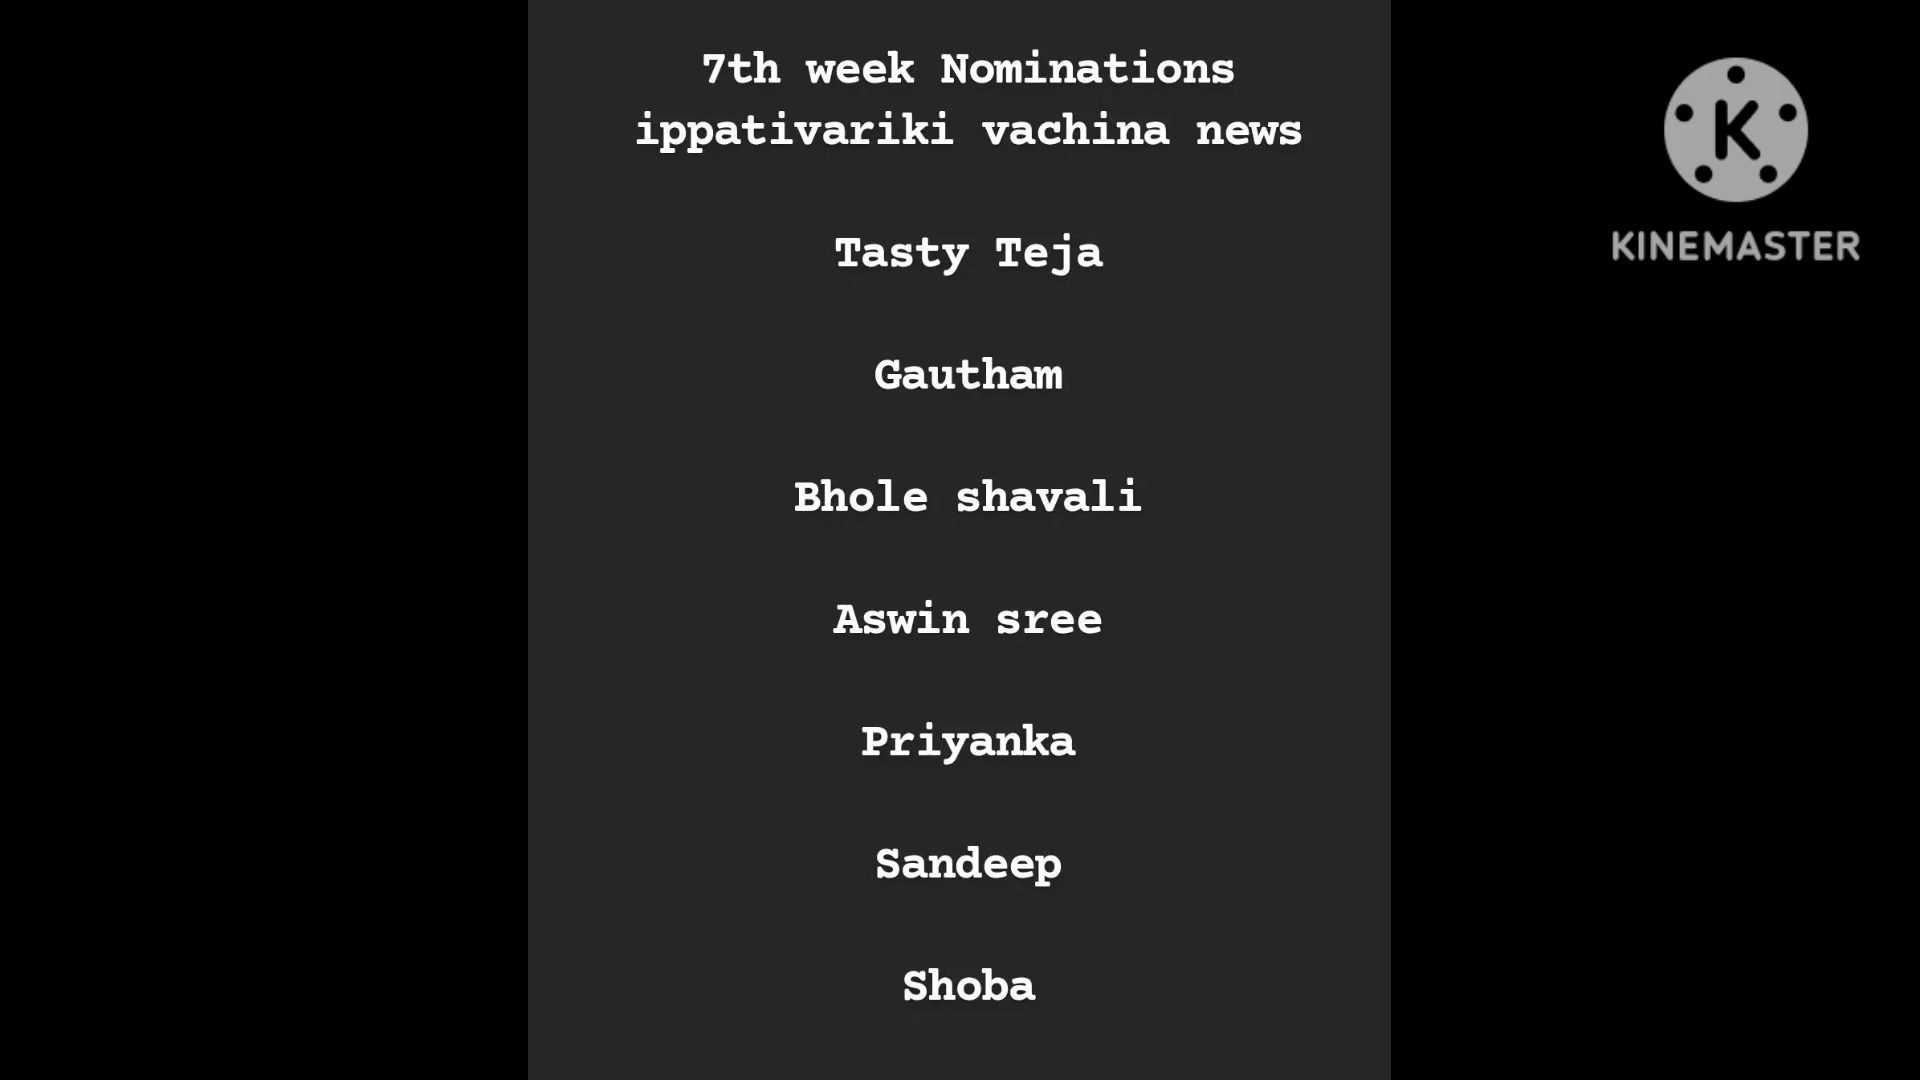 7th week Nominations
ippativariki vachina news
Tasty Teja
Gautham
Bhole shavali
Aswin sree
Priyanka
Sandeep
Shoba
K
KINEMASTER